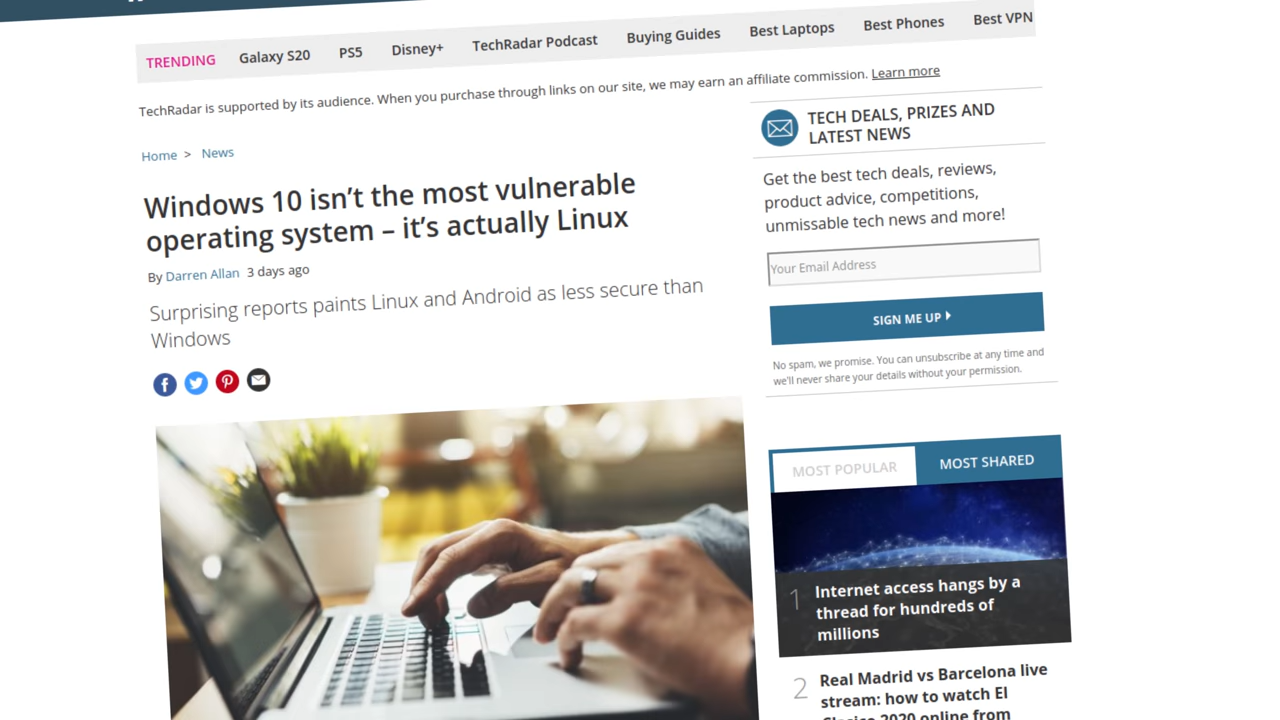 TRENDING Galaxy S20 PS5 Disney+ TechRadar Podcast Buying Guides Best Laptops Best Phones Best VPN
TechRadar is supported by its audience. When you purchase through links on our site, we may earn an affiliate commission. Learn more
Home > News
Windows 10 isn’t the most vulnerable
operating system – it’s actually Linux
By Darren Allan 3 days ago
Surprising reports paints Linux and Android as less secure than
Windows
TECH DEALS, PRIZES AND
LATEST NEWS
Get the best tech deals, reviews,
product advice, competitions,
unmissable tech news and more!
Your Email Address
SIGN ME UP
No spam, we promise. You can unsubscribe at any time and
we'll never share your details without your permission.
MOST POPULAR MOST SHARED
1 Internet access hangs by a
thread for hundreds of
millions
2 Real Madrid vs Barcelona live
stream: how to watch El
Clasico 2020 online from